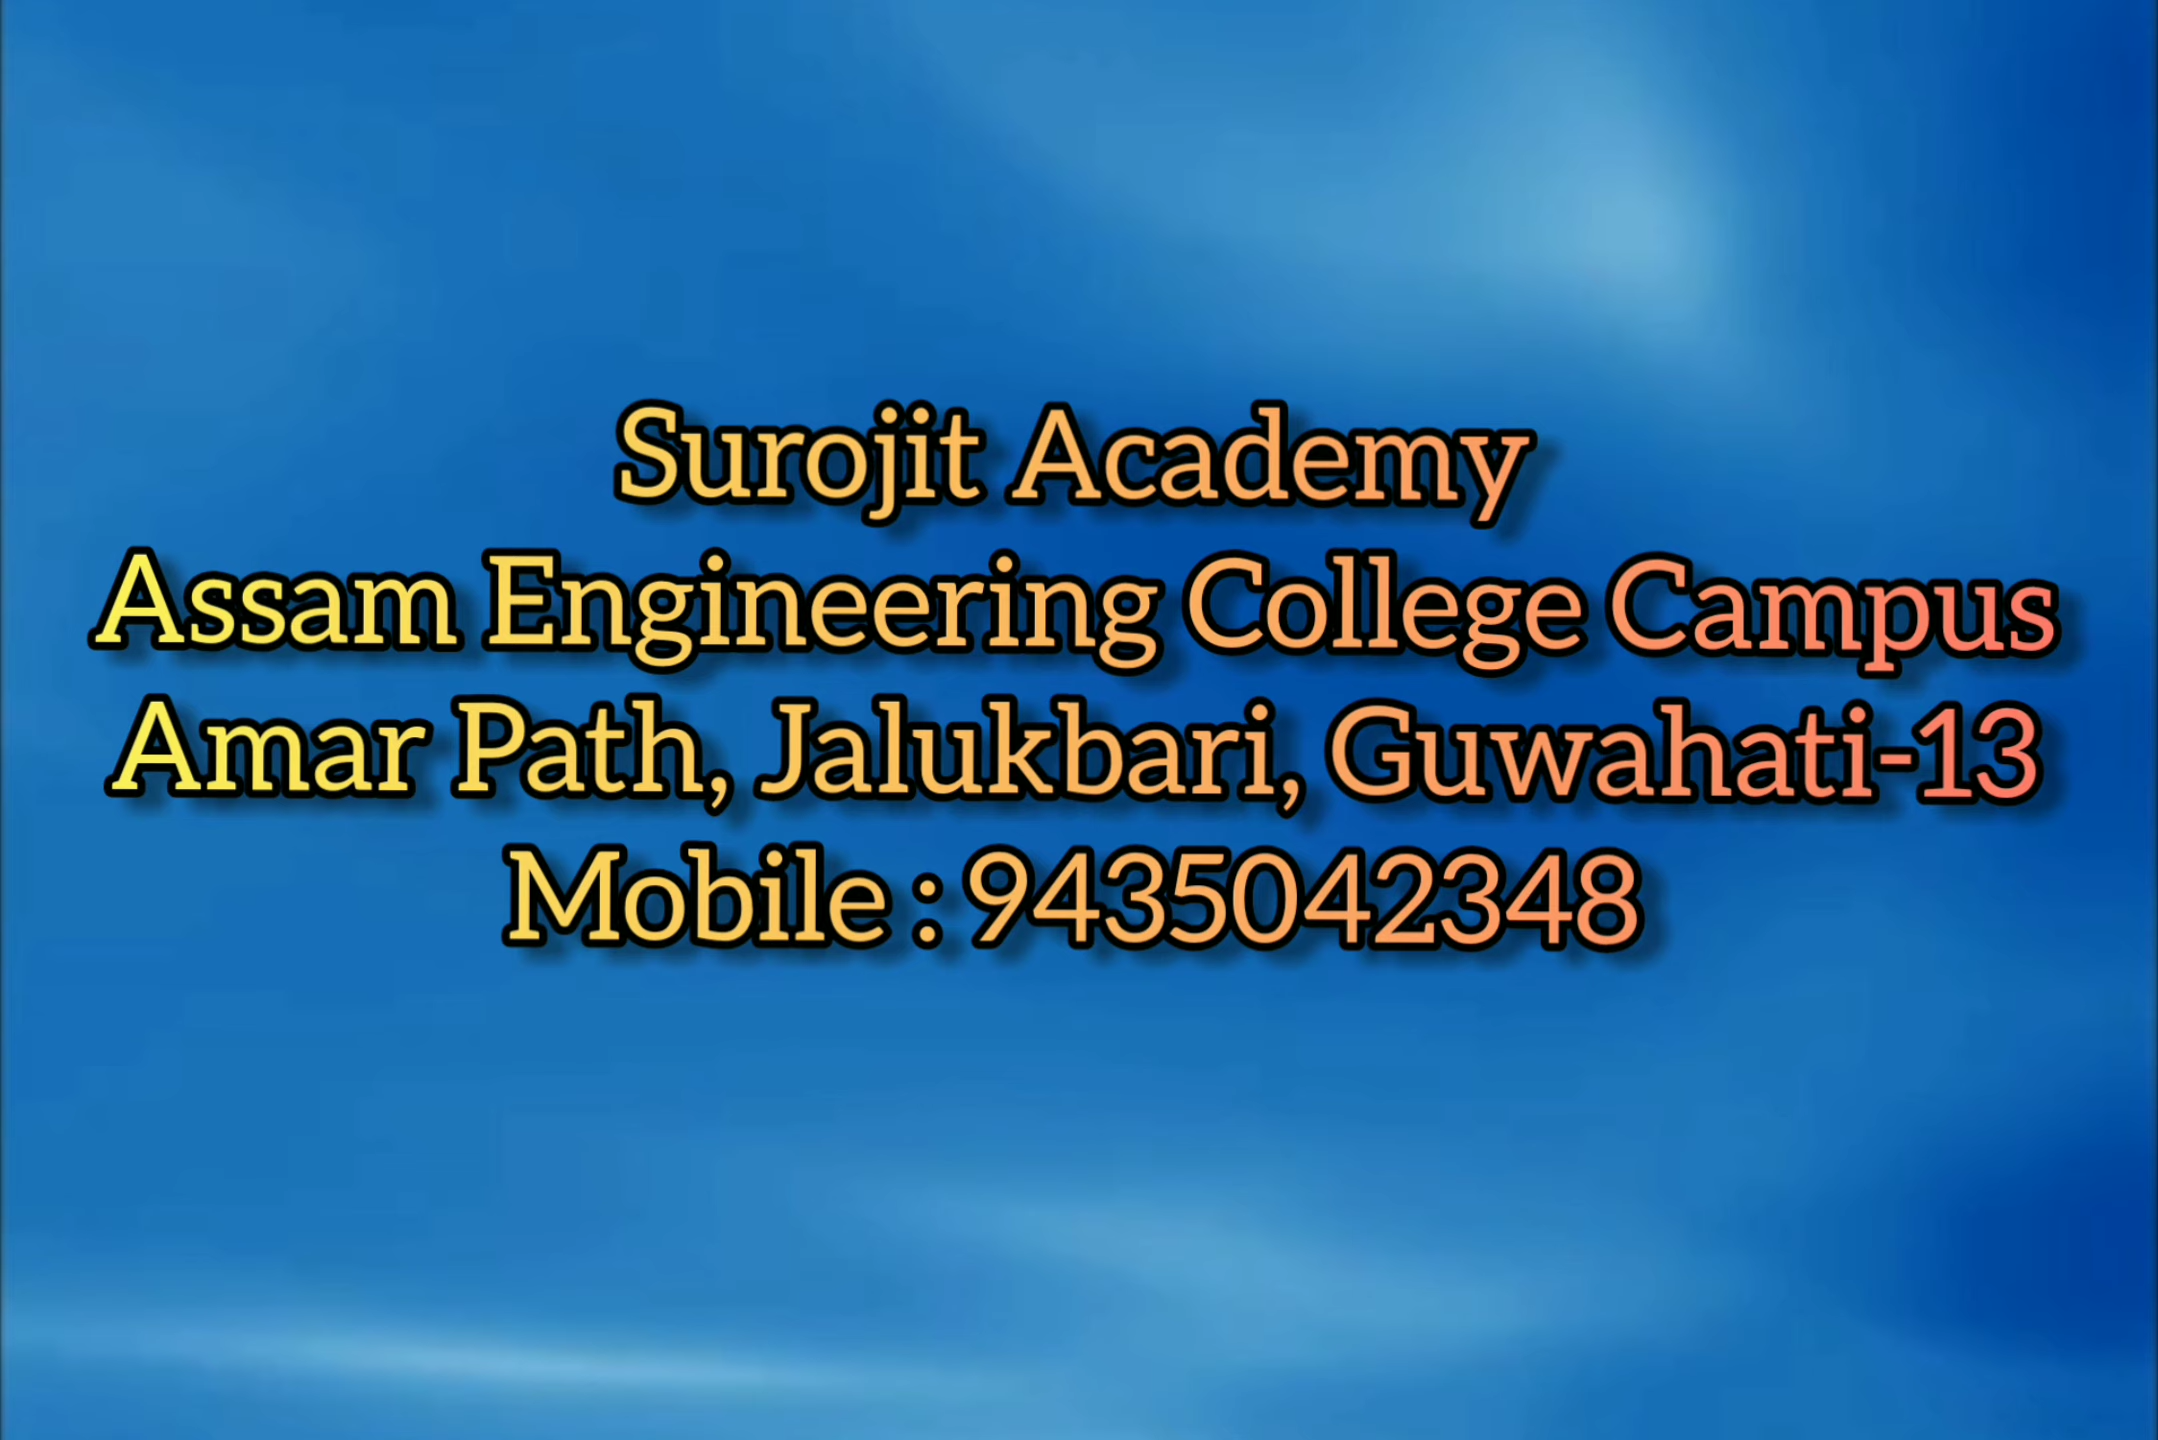 Surojit Academy
Assam Engineering College Campus
Amar Path, Jalukbari, Guwahati-13
Mobile : 9435042348